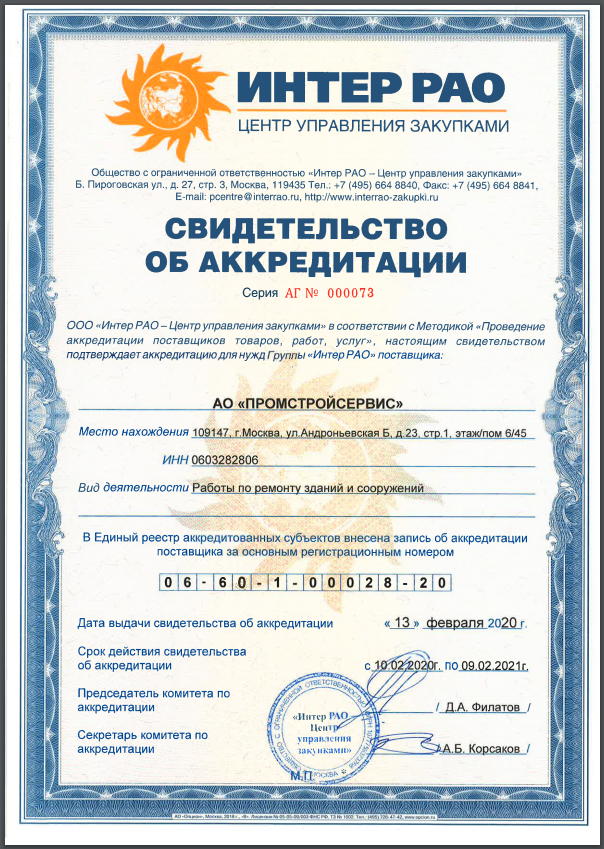 ИНТЕР РАО
ЦЕНТР УПРАВЛЕНИЯ ЗАКУПКАМИ
Общество с ограниченной ответственностью «Интер РАО – Центр управления закупками»
Б. Пироговская ул., д. 27, стр. 3, Москва, 119435 Тел.: +7 (495) 664 8840, Факс: +7 (495) 664 8841,
E-mail: pcentre@interrao.ru, http://www.interrao-zakupki.ru
СВИДЕТЕЛЬСТВО
ОБ АККРЕДИТАЦИИ
Серия АГ № 000073
ООО «Интер РАО – Центр управления закупками» в соответствии с Методикой «Проведение
аккредитации поставщиков товаров, работ, услуг», настоящим свидетельством
подтверждает аккредитацию для нужд Группы «Интер РАО» поставщика:
АО «ПРОМСТРОЙСЕРВИС»
Место нахождения 109147, г.Москва, ул.Андроньевская Б, д.23, стр.1, этаж/пом 6/45
ИНН 0603282806
Вид деятельности Работы по ремонту зданий и сооружений
В Единый реестр аккредитованных субъектов внесена запись об аккредитации
поставщика за основным регистрационным номером
06-60-1-00028-20
Дата выдачи свидетельства об аккредитации « 13 » февраля 2020 г.
Срок действия свидетельства
об аккредитации с 10.02.2020г. по 09.02.2021г.
Председатель комитета по
аккредитации / Д.А. Филатов /
Секретарь комитета по
аккредитации / А.Б. Корсаков /
«Интер РАО
Центр
управления
закупками»
МОСКВА
М.П.